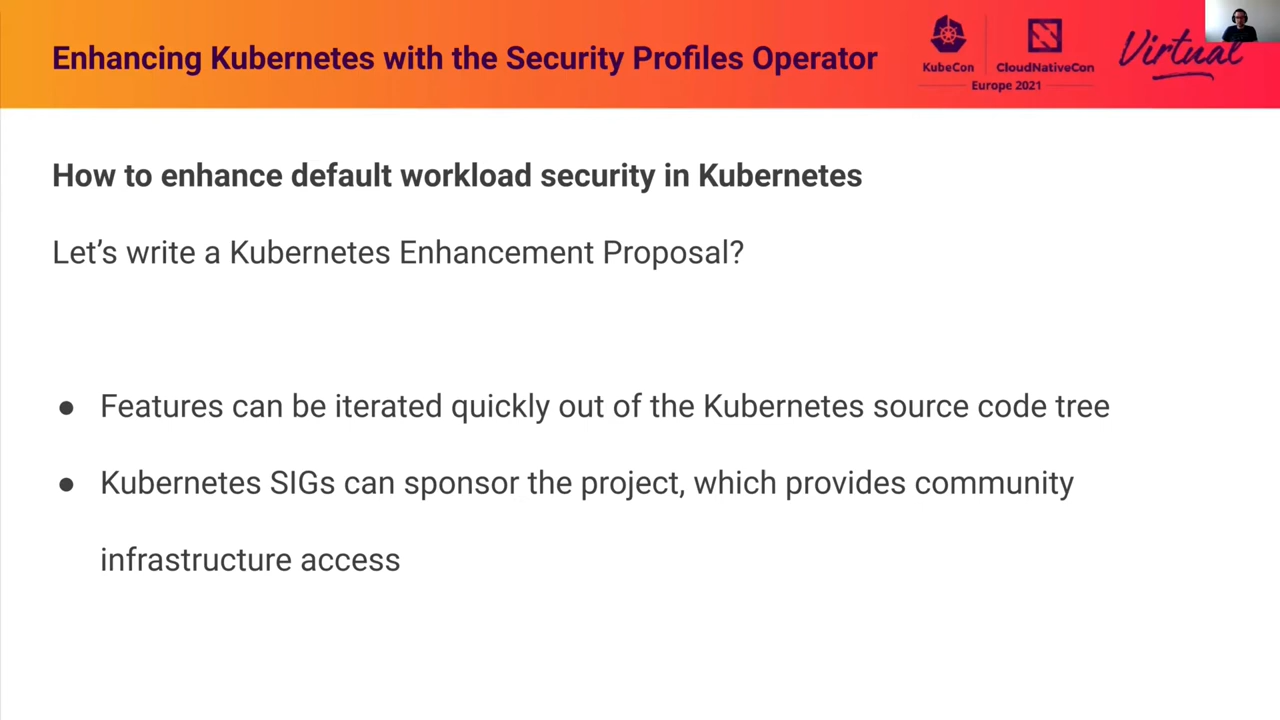 Enhancing Kubernetes with the Security Profiles Operator
KubeCon
CloudNativeCon
Europe 2021
Virtual
How to enhance default workload security in Kubernetes
Let’s write a Kubernetes Enhancement Proposal?
● Features can be iterated quickly out of the Kubernetes source code tree
● Kubernetes SIGs can sponsor the project, which provides community
infrastructure access